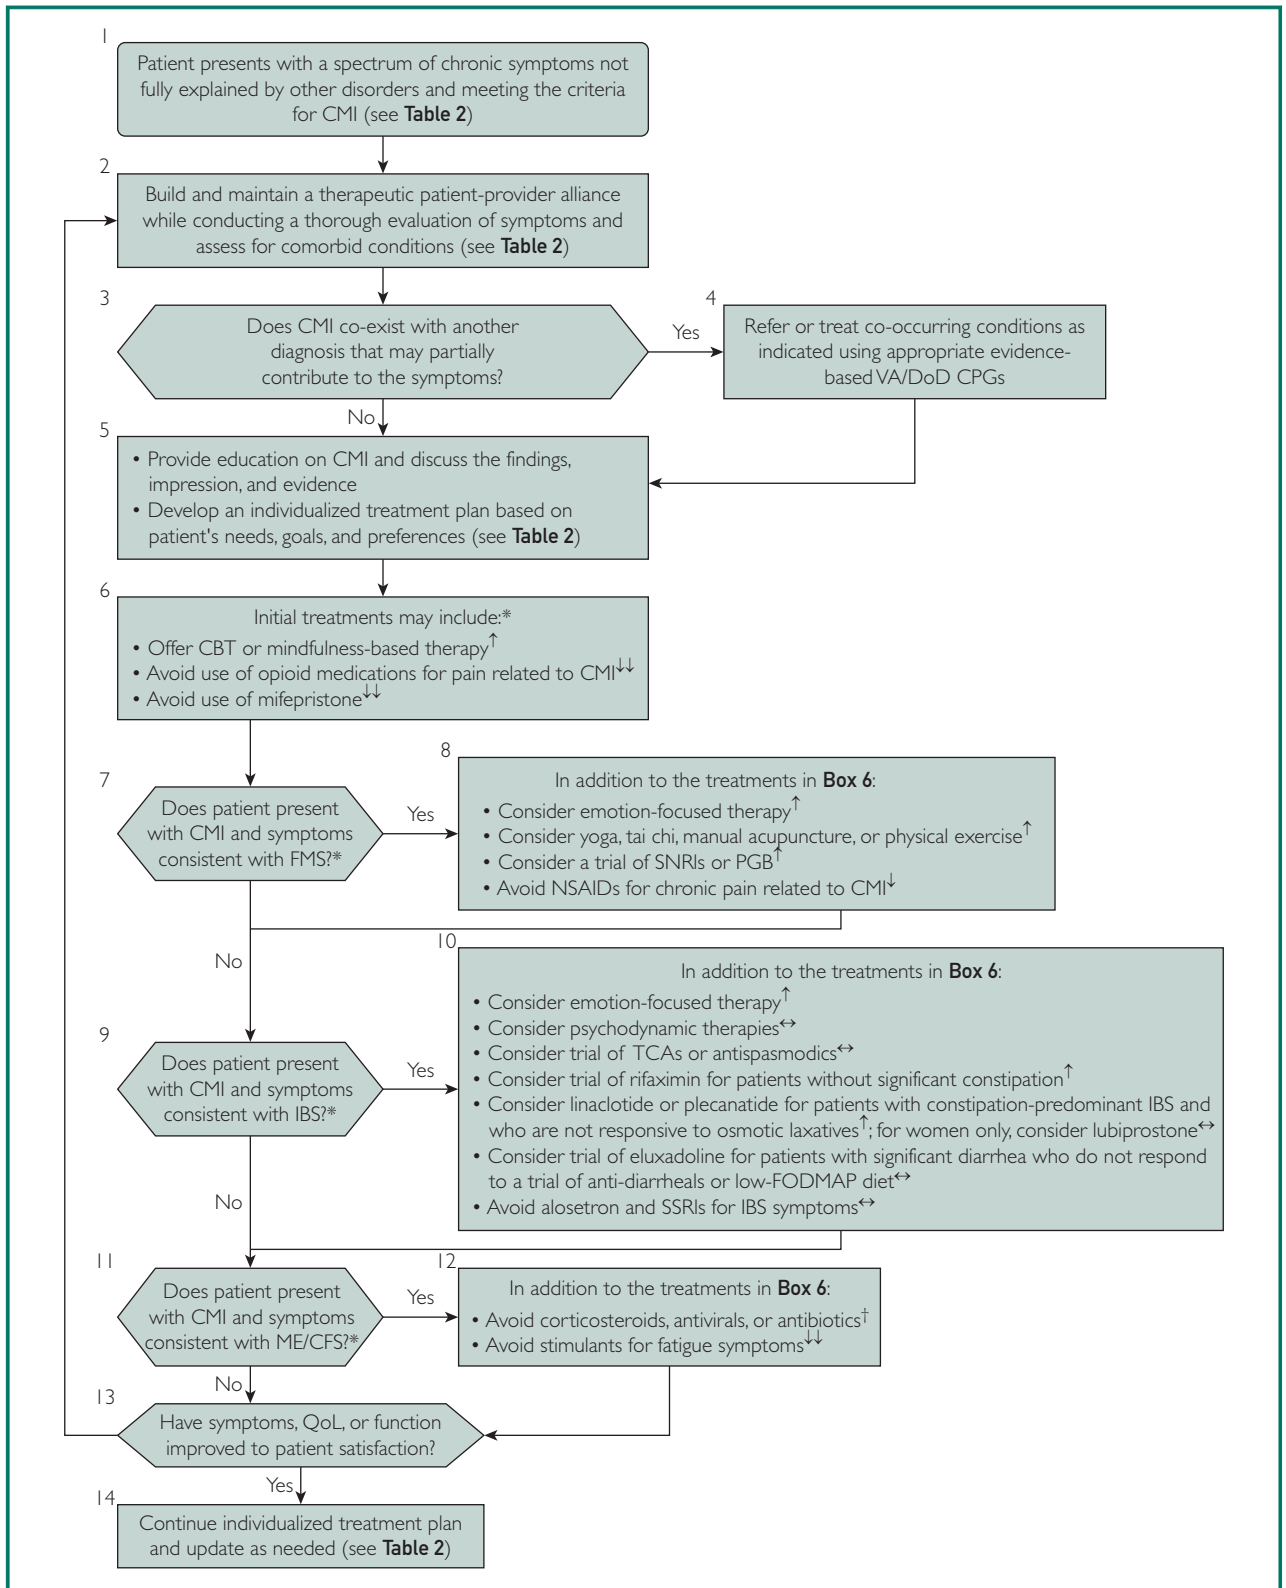 1
Patient presents with a spectrum of chronic symptoms not
fully explained by other disorders and meeting the criteria
for CMI (see Table 2)
2
Build and maintain a therapeutic patient-provider alliance
while conducting a thorough evaluation of symptoms and
assess for comorbid conditions (see Table 2)
3
Does CMI co-exist with another
diagnosis that may partially
contribute to the symptoms?
Yes
4
Refer or treat co-occurring conditions as
indicated using appropriate evidence-
based VA/DoD CPGs
No
5
• Provide education on CMI and discuss the findings,
impression, and evidence
• Develop an individualized treatment plan based on
patient's needs, goals, and preferences (see Table 2)
6
Initial treatments may include:*
• Offer CBT or mindfulness-based therapy↑
• Avoid use of opioid medications for pain related to CMI↓↓
• Avoid use of mifepristone↓↓
7
Does patient present
with CMI and symptoms
consistent with FMS?*
Yes
8
In addition to the treatments in Box 6:
• Consider emotion-focused therapy↑
• Consider yoga, tai chi, manual acupuncture, or physical exercise↑
• Consider a trial of SNRIs or PGB↑
• Avoid NSAIDs for chronic pain related to CMI↓
No
9
Does patient present
with CMI and symptoms
consistent with IBS?*
Yes
10
In addition to the treatments in Box 6:
• Consider emotion-focused therapy↑
• Consider psychodynamic therapies↔
• Consider trial of TCAs or antispasmodics↔
• Consider trial of rifaximin for patients without significant constipation↑
• Consider linaclotide or plecanatide for patients with constipation-predominant IBS and
who are not responsive to osmotic laxatives↑; for women only, consider lubiprostone↔
• Consider trial of eluxadoline for patients with significant diarrhea who do not respond
to a trial of anti-diarrheals or low-FODMAP diet↔
• Avoid alosetron and SSRIs for IBS symptoms↔
No
11
Does patient present
with CMI and symptoms
consistent with ME/CFS?*
Yes
12
In addition to the treatments in Box 6:
• Avoid corticosteroids, antivirals, or antibiotics†
• Avoid stimulants for fatigue symptoms↓↓
No
13
Have symptoms, QoL, or function
improved to patient satisfaction?
Yes
14
Continue individualized treatment plan
and update as needed (see Table 2)